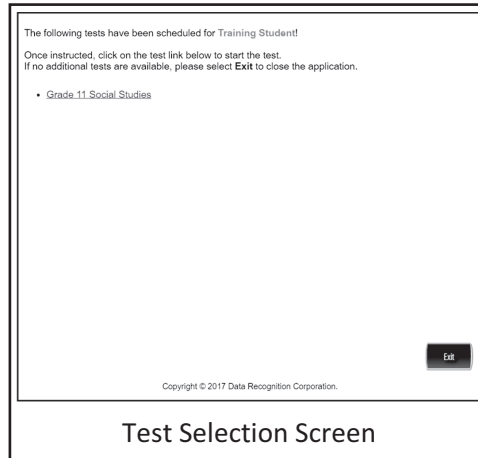 The following tests have been scheduled for Training Student!
Once instructed, click on the test link below to start the test.
If no additional tests are available, please select Exit to close the application.
• Grade 11 Social Studies
Exit
Copyright © 2017 Data Recognition Corporation.
Test Selection Screen